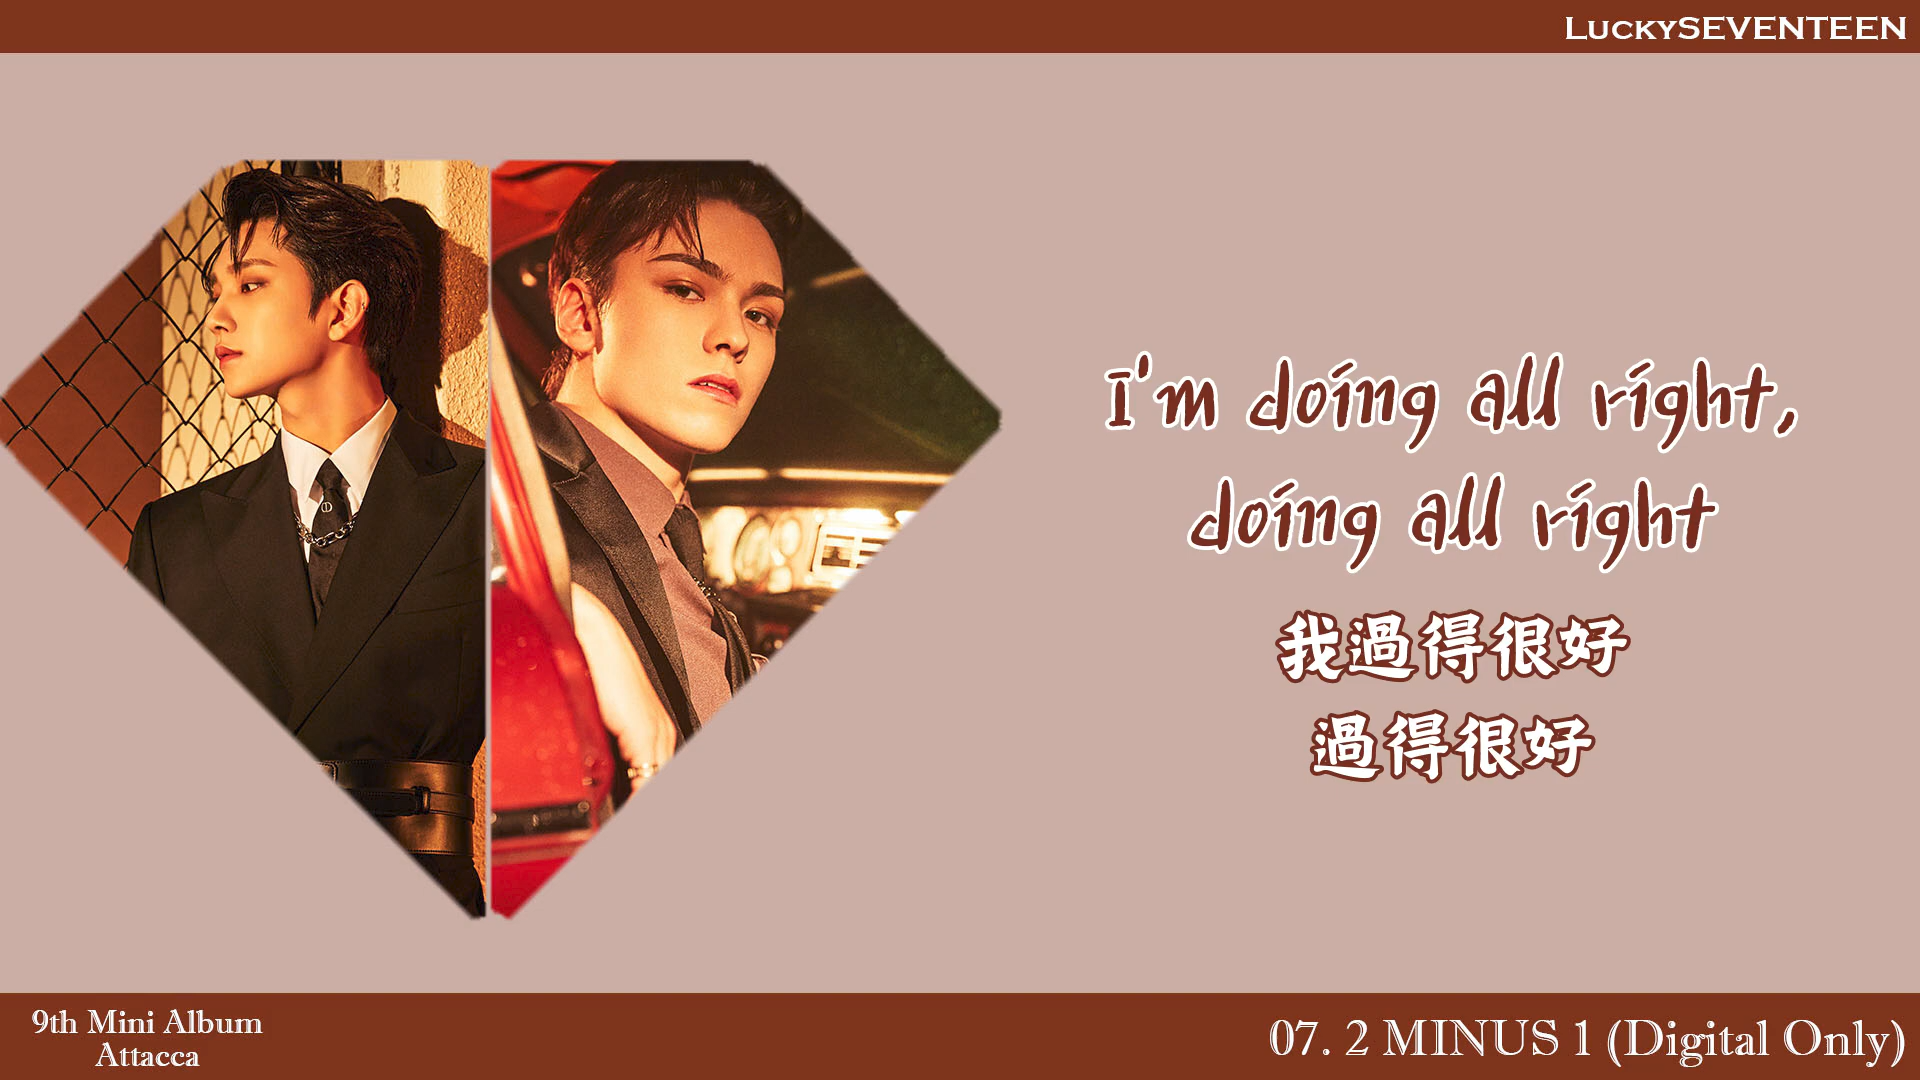 LuckySEVENTEEN
I'm doing all right,
doing all right
我過得很好
過得很好
9th Mini Album
Attacca
07. 2 MINUS 1 (Digital Only)